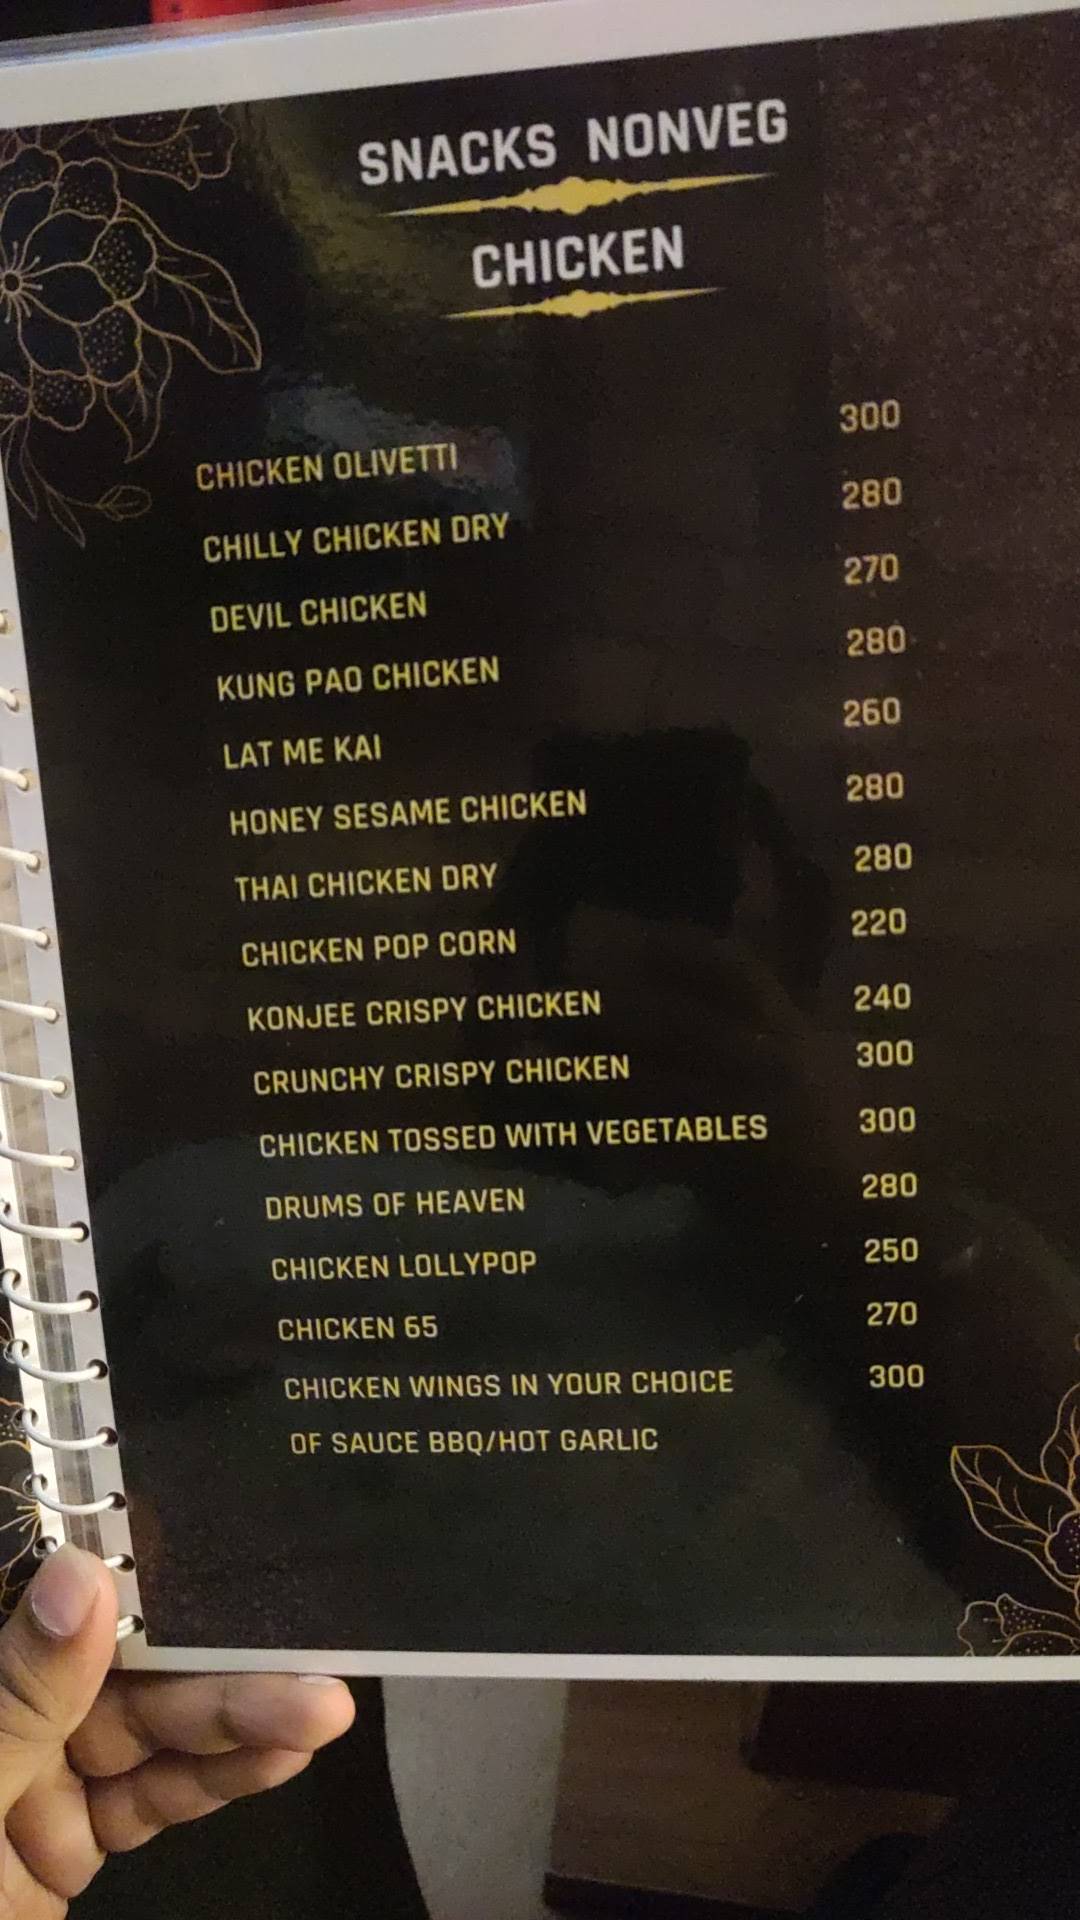 SNACKS NONVEG
CHICKEN
CHICKEN OLIVETTI 300
CHILLY CHICKEN DRY 280
DEVIL CHICKEN 270
KUNG PAO CHICKEN 280
LAT ME KAI 260
HONEY SESAME CHICKEN 280
THAI CHICKEN DRY 280
CHICKEN POP CORN 220
KONJEE CRISPY CHICKEN 240
CRUNCHY CRISPY CHICKEN 300
CHICKEN TOSSED WITH VEGETABLES 300
DRUMS OF HEAVEN 280
CHICKEN LOLLYPOP 250
CHICKEN 65 270
CHICKEN WINGS IN YOUR CHOICE 300
OF SAUCE BBQ/HOT GARLIC